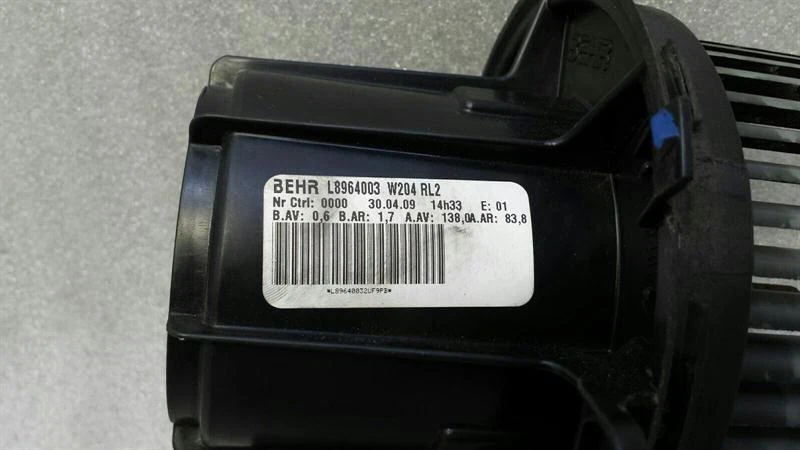 BEHR L8964003 W204 RL2
Nr Ctrl: 0000 30.04.09 14h33 E: 01
B.AV: 0,6 B.AR: 1,7 A.AV: 138,0A.AR: 83,8
*L89640032UF9P3*